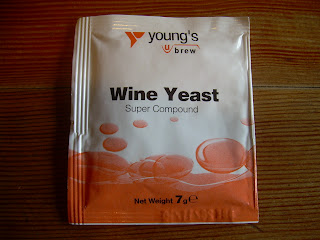 young's
U brew
Wine Yeast
Super Compound
Net Weight 7g℮